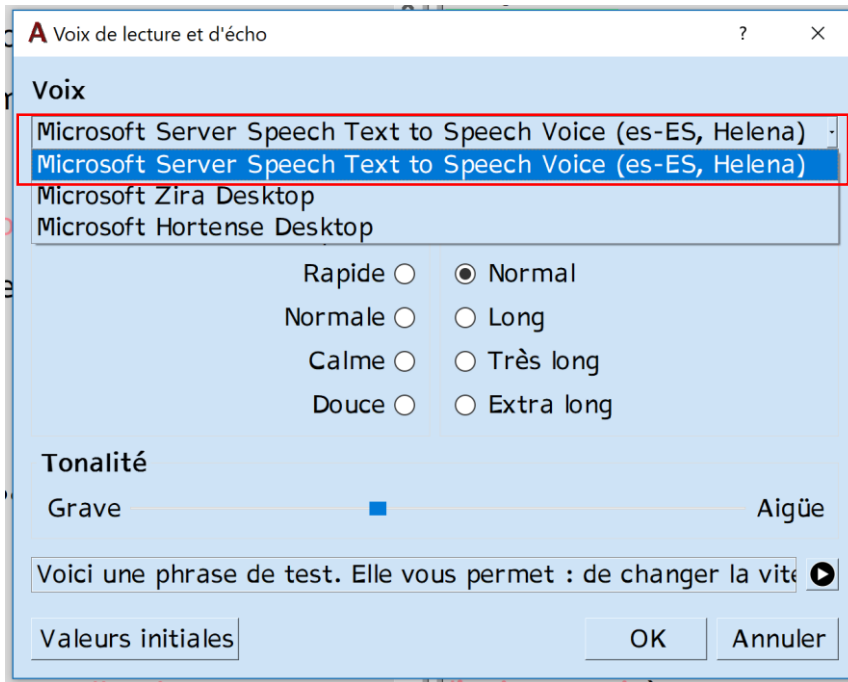 A Voix de lecture et d'écho ? ×
Voix
Microsoft Server Speech Text to Speech Voice (es-ES, Helena)
Microsoft Server Speech Text to Speech Voice (es-ES, Helena)
Microsoft Zira Desktop
Microsoft Hortense Desktop
Rapide Normal
Normale Long
Calme Très long
Douce Extra long
Tonalité
Grave Aigüe
Voici une phrase de test. Elle vous permet : de changer la vite
Valeurs initiales OK Annuler